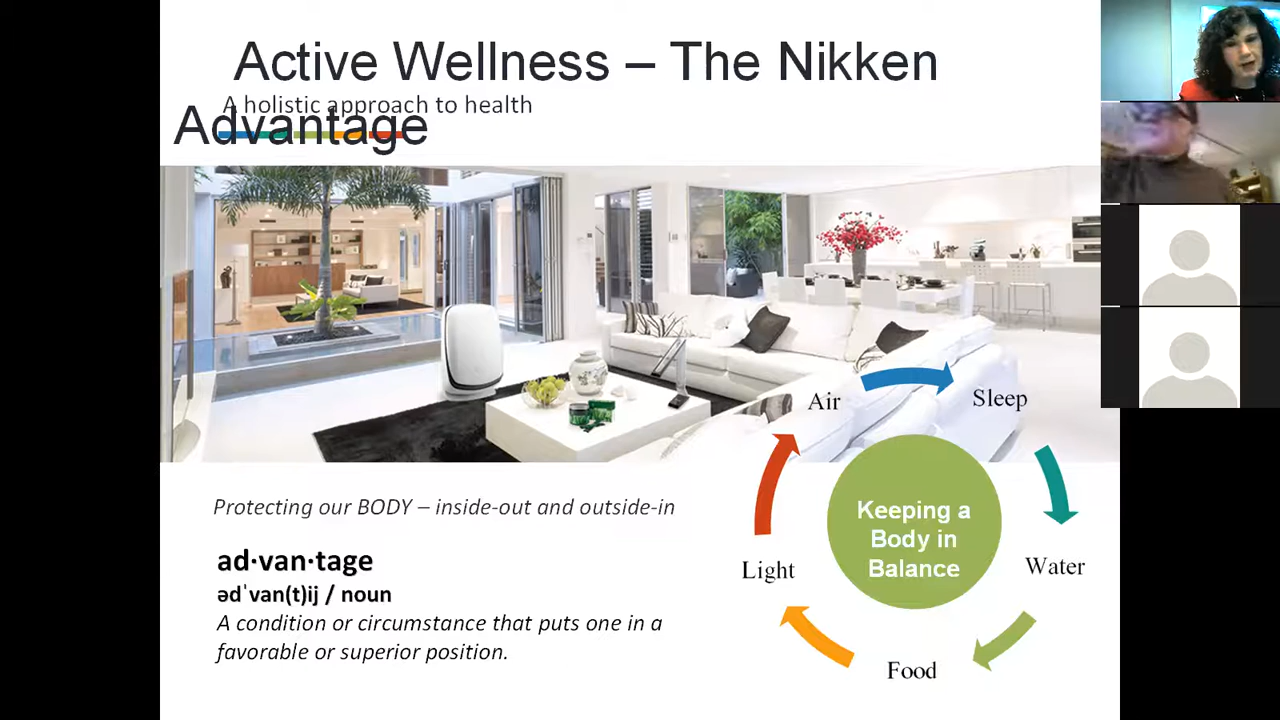 Active Wellness – The Nikken
A holistic approach to health
Advantage
Air
Sleep
Water
Food
Light
Keeping a
Body in
Balance
Protecting our BODY – inside-out and outside-in
ad·van·tage
ədˈvan(t)ij / noun
A condition or circumstance that puts one in a
favorable or superior position.